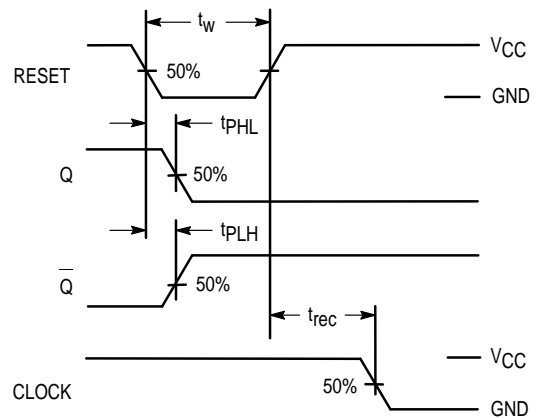 tw
VCC
RESET
50%
GND
tPHL
Q
50%
tPLH
Q
50%
trec
VCC
CLOCK
50%
GND